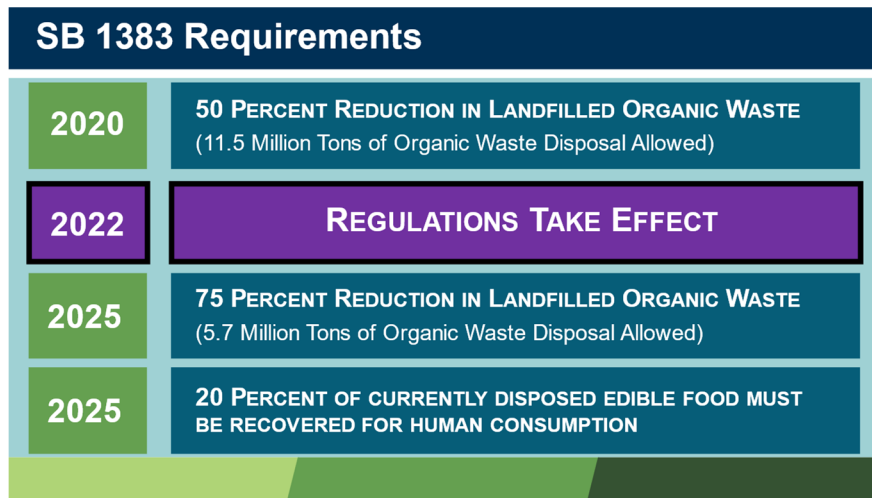 SB 1383 Requirements
2020
50 PERCENT REDUCTION IN LANDFILLED ORGANIC WASTE
(11.5 Million Tons of Organic Waste Disposal Allowed)
2022
REGULATIONS TAKE EFFECT
2025
75 PERCENT REDUCTION IN LANDFILLED ORGANIC WASTE
(5.7 Million Tons of Organic Waste Disposal Allowed)
2025
20 PERCENT OF CURRENTLY DISPOSED EDIBLE FOOD MUST
BE RECOVERED FOR HUMAN CONSUMPTION